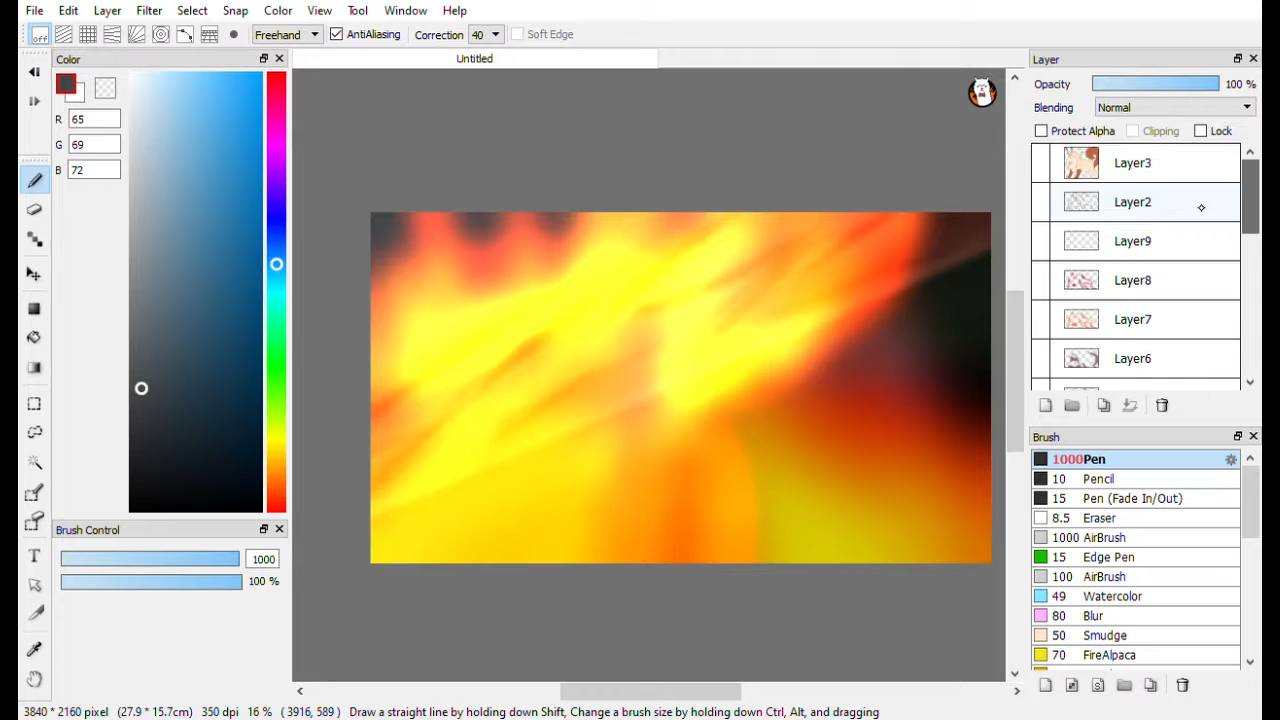 File Edit Layer Filter Select Snap Color View Tool Window Help
off Freehand AntiAliasing Correction 40 Soft Edge
Color
R 65
G 69
B 72
Brush Control
1000
100 %
Untitled
Layer
Opacity 100 %
Blending Normal
Protect Alpha Clipping Lock
Layer3
Layer2
Layer9
Layer8
Layer7
Layer6
Brush
1000Pen
10 Pencil
15 Pen (Fade In/Out)
8.5 Eraser
1000 AirBrush
15 Edge Pen
100 AirBrush
49 Watercolor
80 Blur
50 Smudge
70 FireAlpaca
3840 * 2160 pixel (27.9 * 15.7cm) 350 dpi 16 % ( 3916, 589 ) Draw a straight line by holding down Shift, Change a brush size by holding down Ctrl, Alt, and dragging